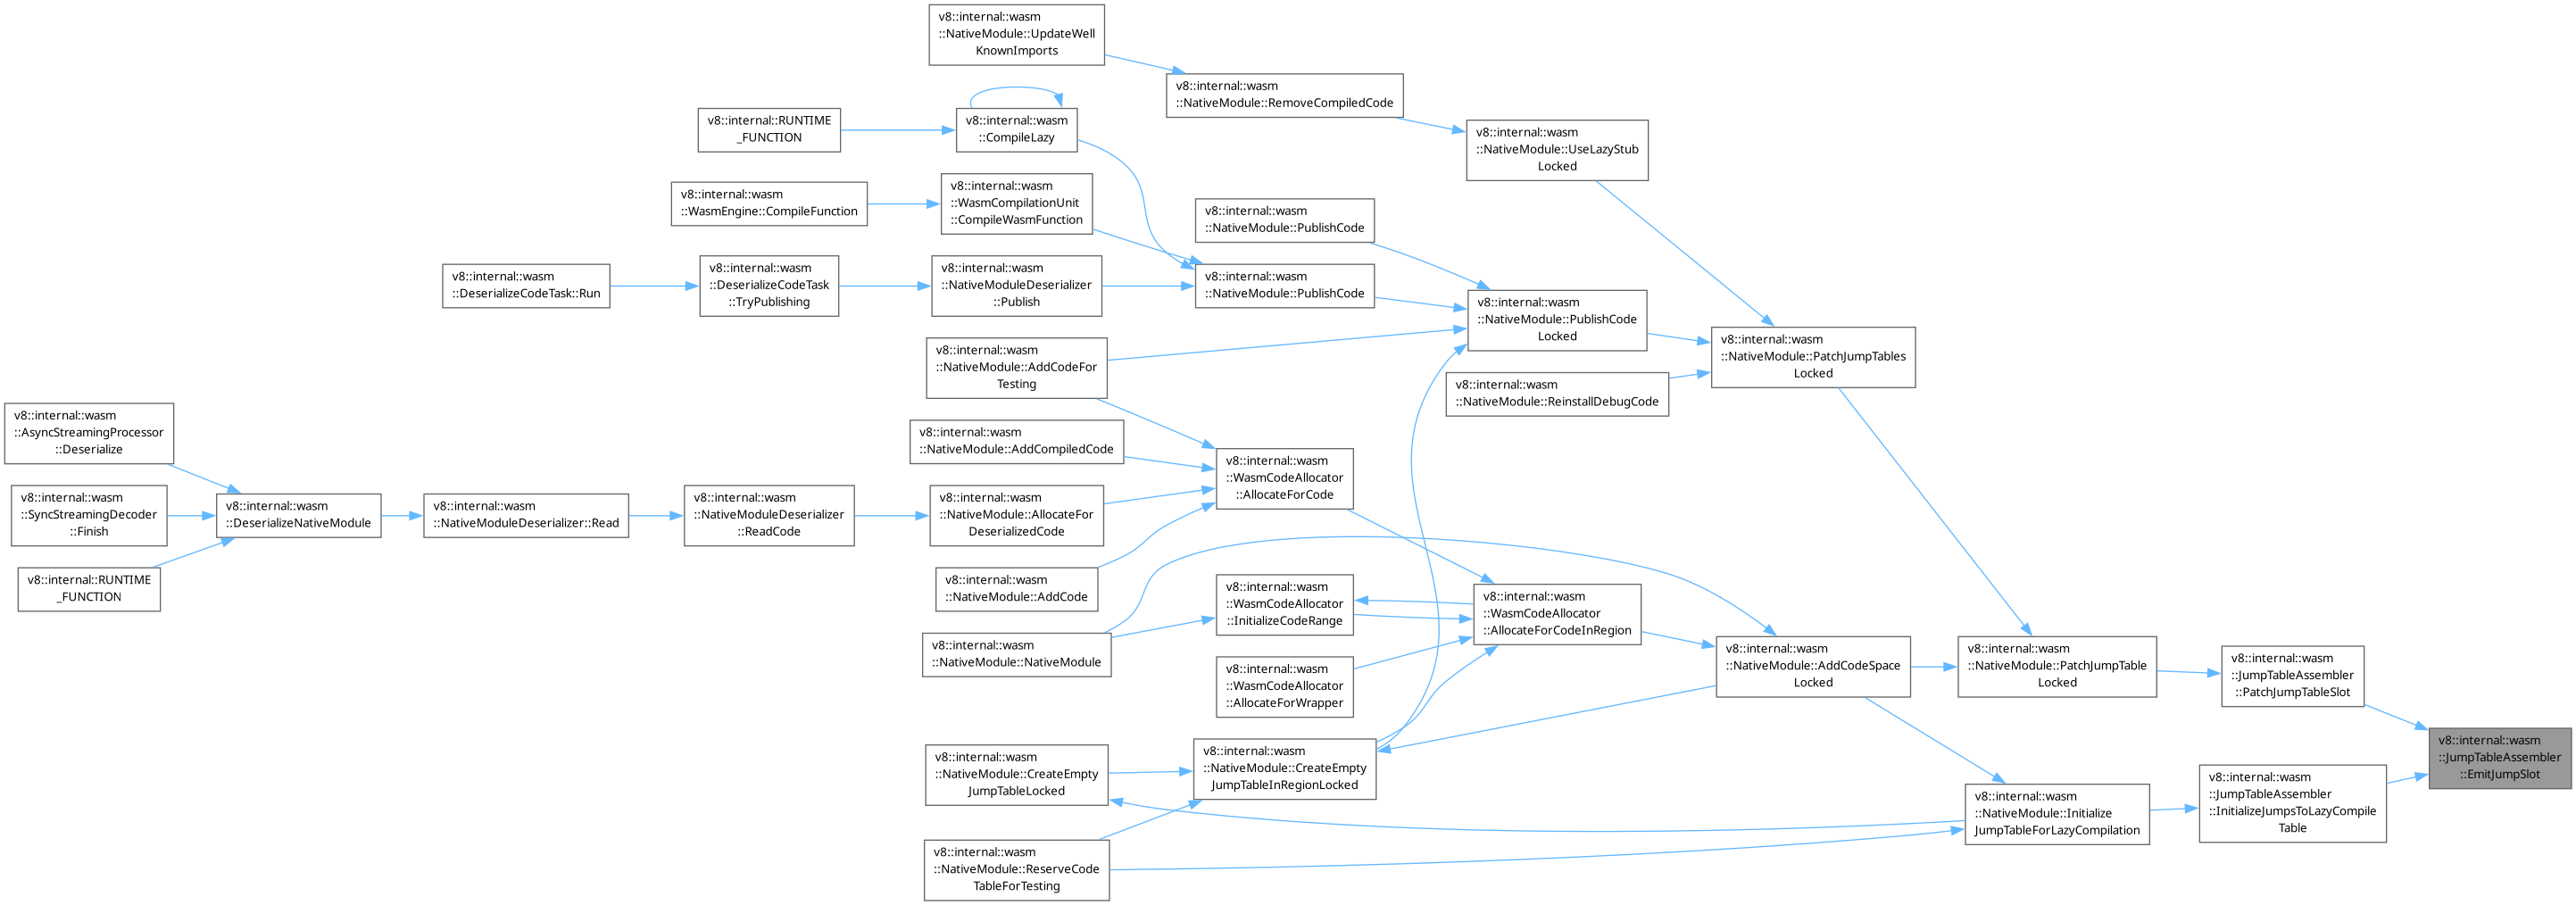 v8::internal::wasm
::NativeModule::UpdateWell
KnownImports
v8::internal::wasm
::NativeModule::RemoveCompiledCode
v8::internal::RUNTIME
_FUNCTION
v8::internal::wasm
::CompileLazy
v8::internal::wasm
::NativeModule::UseLazyStub
Locked
v8::internal::wasm
::WasmEngine::CompileFunction
v8::internal::wasm
::WasmCompilationUnit
::CompileWasmFunction
v8::internal::wasm
::NativeModule::PublishCode
v8::internal::wasm
::DeserializeCodeTask::Run
v8::internal::wasm
::DeserializeCodeTask
::TryPublishing
v8::internal::wasm
::NativeModuleDeserializer
::Publish
v8::internal::wasm
::NativeModule::PublishCode
v8::internal::wasm
::NativeModule::PublishCode
Locked
v8::internal::wasm
::NativeModule::PatchJumpTables
Locked
v8::internal::wasm
::NativeModule::AddCodeFor
Testing
v8::internal::wasm
::NativeModule::ReinstallDebugCode
v8::internal::wasm
::AsyncStreamingProcessor
::Deserialize
v8::internal::wasm
::NativeModule::AddCompiledCode
v8::internal::wasm
::WasmCodeAllocator
::AllocateForCode
v8::internal::wasm
::SyncStreamingDecoder
::Finish
v8::internal::wasm
::DeserializeNativeModule
v8::internal::wasm
::NativeModuleDeserializer::Read
v8::internal::wasm
::NativeModuleDeserializer
::ReadCode
v8::internal::wasm
::NativeModule::AllocateFor
DeserializedCode
v8::internal::RUNTIME
_FUNCTION
v8::internal::wasm
::NativeModule::AddCode
v8::internal::wasm
::WasmCodeAllocator
::InitializeCodeRange
v8::internal::wasm
::WasmCodeAllocator
::AllocateForCodeInRegion
v8::internal::wasm
::NativeModule::NativeModule
v8::internal::wasm
::WasmCodeAllocator
::AllocateForWrapper
v8::internal::wasm
::NativeModule::AddCodeSpace
Locked
v8::internal::wasm
::NativeModule::PatchJumpTable
Locked
v8::internal::wasm
::JumpTableAssembler
::PatchJumpTableSlot
v8::internal::wasm
::JumpTableAssembler
::EmitJumpSlot
v8::internal::wasm
::NativeModule::CreateEmpty
JumpTableLocked
v8::internal::wasm
::NativeModule::CreateEmpty
JumpTableInRegionLocked
v8::internal::wasm
::NativeModule::Initialize
JumpTableForLazyCompilation
v8::internal::wasm
::JumpTableAssembler
::InitializeJumpsToLazyCompile
Table
v8::internal::wasm
::NativeModule::ReserveCode
TableForTesting